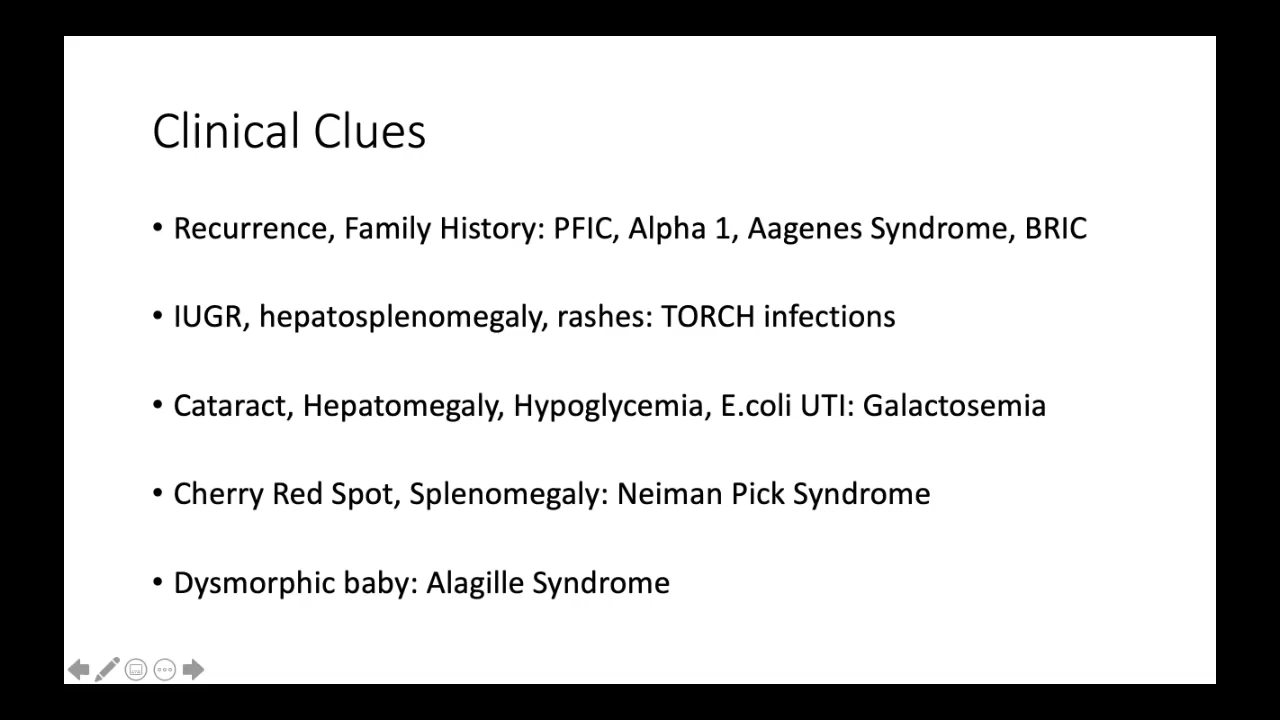 Clinical Clues
• Recurrence, Family History: PFIC, Alpha 1, Aagenes Syndrome, BRIC
• IUGR, hepatosplenomegaly, rashes: TORCH infections
• Cataract, Hepatomegaly, Hypoglycemia, E.coli UTI: Galactosemia
• Cherry Red Spot, Splenomegaly: Neiman Pick Syndrome
• Dysmorphic baby: Alagille Syndrome